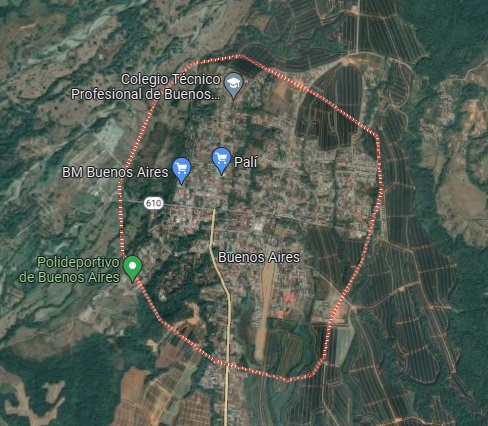 Colegio Técnico
Profesional de Buenos...
BM Buenos Aires
Palí
610
Buenos Aires
Polideportivo
de Buenos Aires